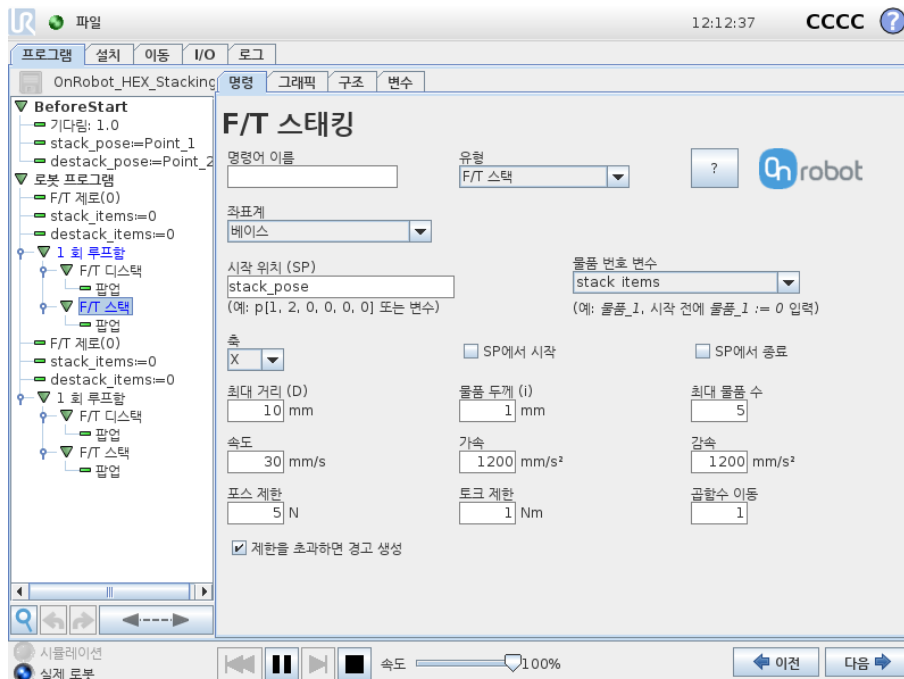 파일
12:12:37
CCCC
?
프로그램 설치 이동 I/O 로그
OnRobot_HEX_Stacking
명령 그래픽 구조 변수
BeforeStart
기다림: 1.0
stack_pose:=Point_1
destack_pose:=Point_2
로봇 프로그램
F/T 제로(0)
stack_items:=0
destack_items:=0
1 회 루프함
F/T 디스택
팝업
F/T 스택
팝업
F/T 제로(0)
stack_items:=0
destack_items:=0
1 회 루프함
F/T 디스택
팝업
F/T 스택
팝업
F/T 스태킹
명령어 이름
유형
F/T 스택
?
On robot
좌표계
베이스
시작 위치 (SP)
stack_pose
(예: p[1, 2, 0, 0, 0, 0] 또는 변수)
물품 번호 변수
stack items
(예: 물품_1, 시작 전에 물품_1 := 0 입력)
축
X
SP에서 시작
SP에서 종료
최대 거리 (D)
10 mm
물품 두께 (i)
1 mm
최대 물품 수
5
속도
30 mm/s
가속
1200 mm/s²
감속
1200 mm/s²
포스 제한
5 N
토크 제한
1 Nm
곱함수 이동
1
제한을 초과하면 경고 생성
시뮬레이션
실제 로봇
속도
100%
이전
다음